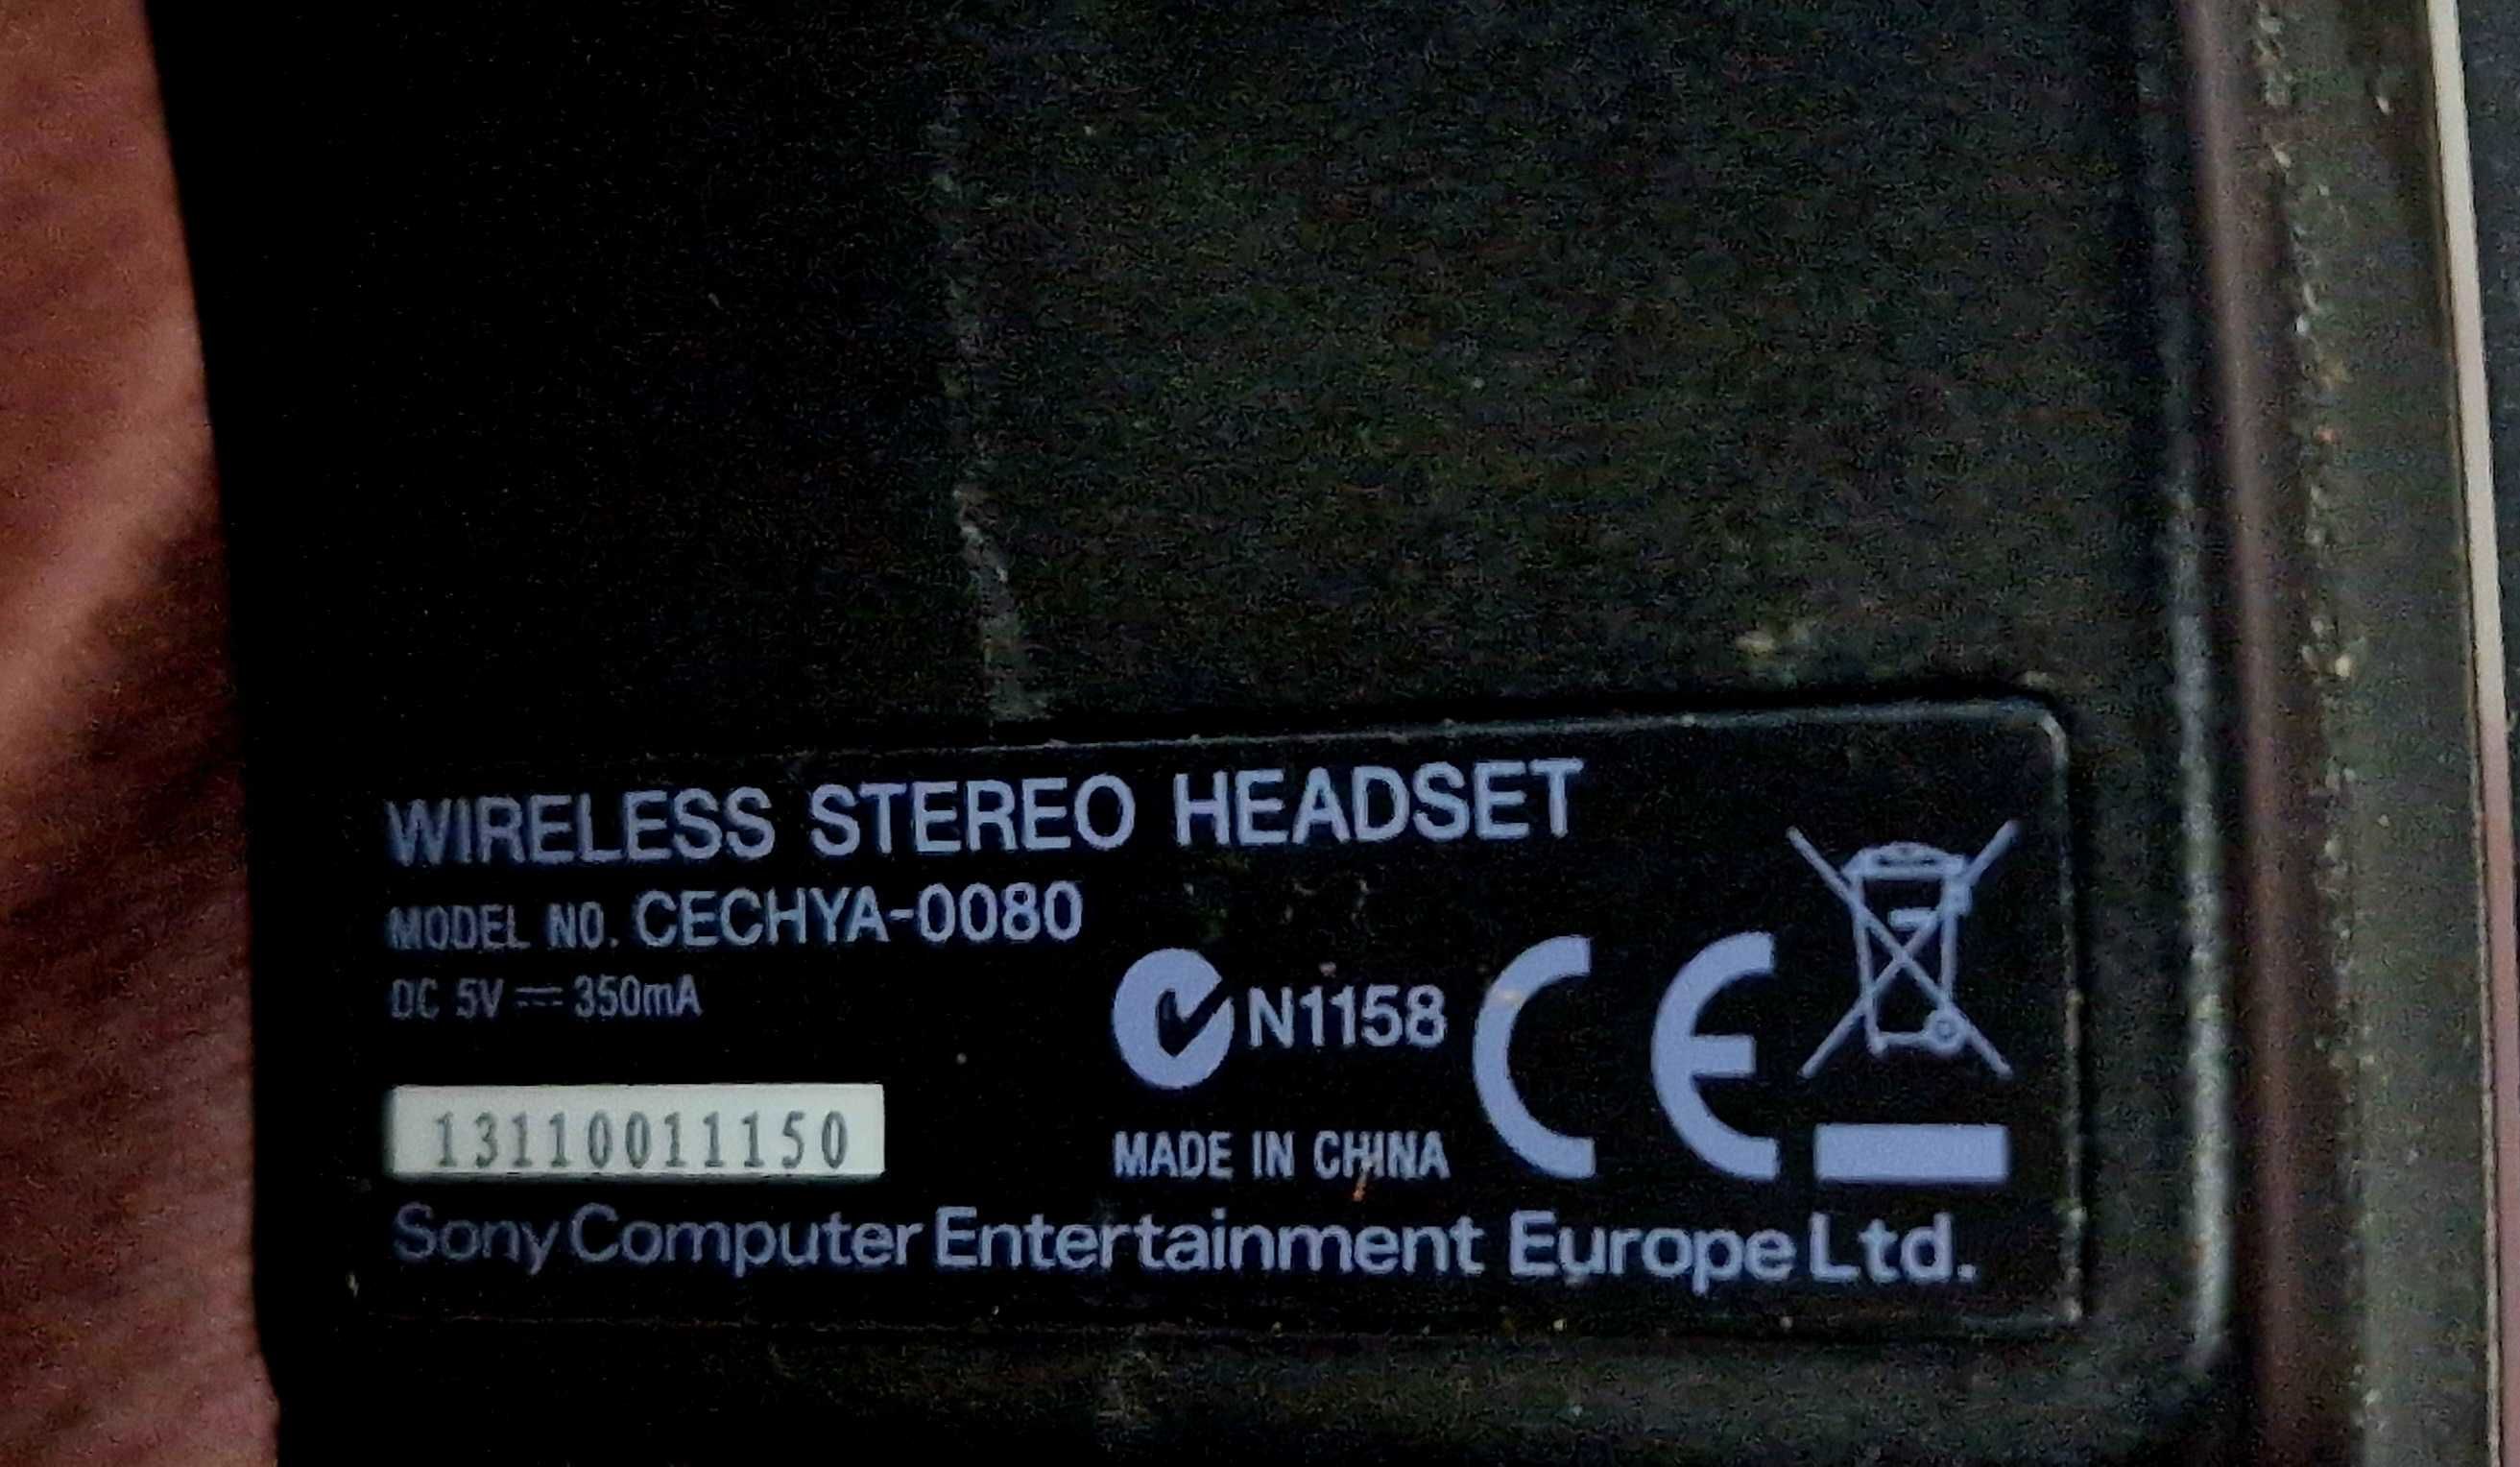 WIRELESS STEREO HEADSET
MODEL NO. CECHYA-0080
DC 5V ⎓ 350mA
N1158
CE
13110011150
MADE IN CHINA
Sony Computer Entertainment Europe Ltd.